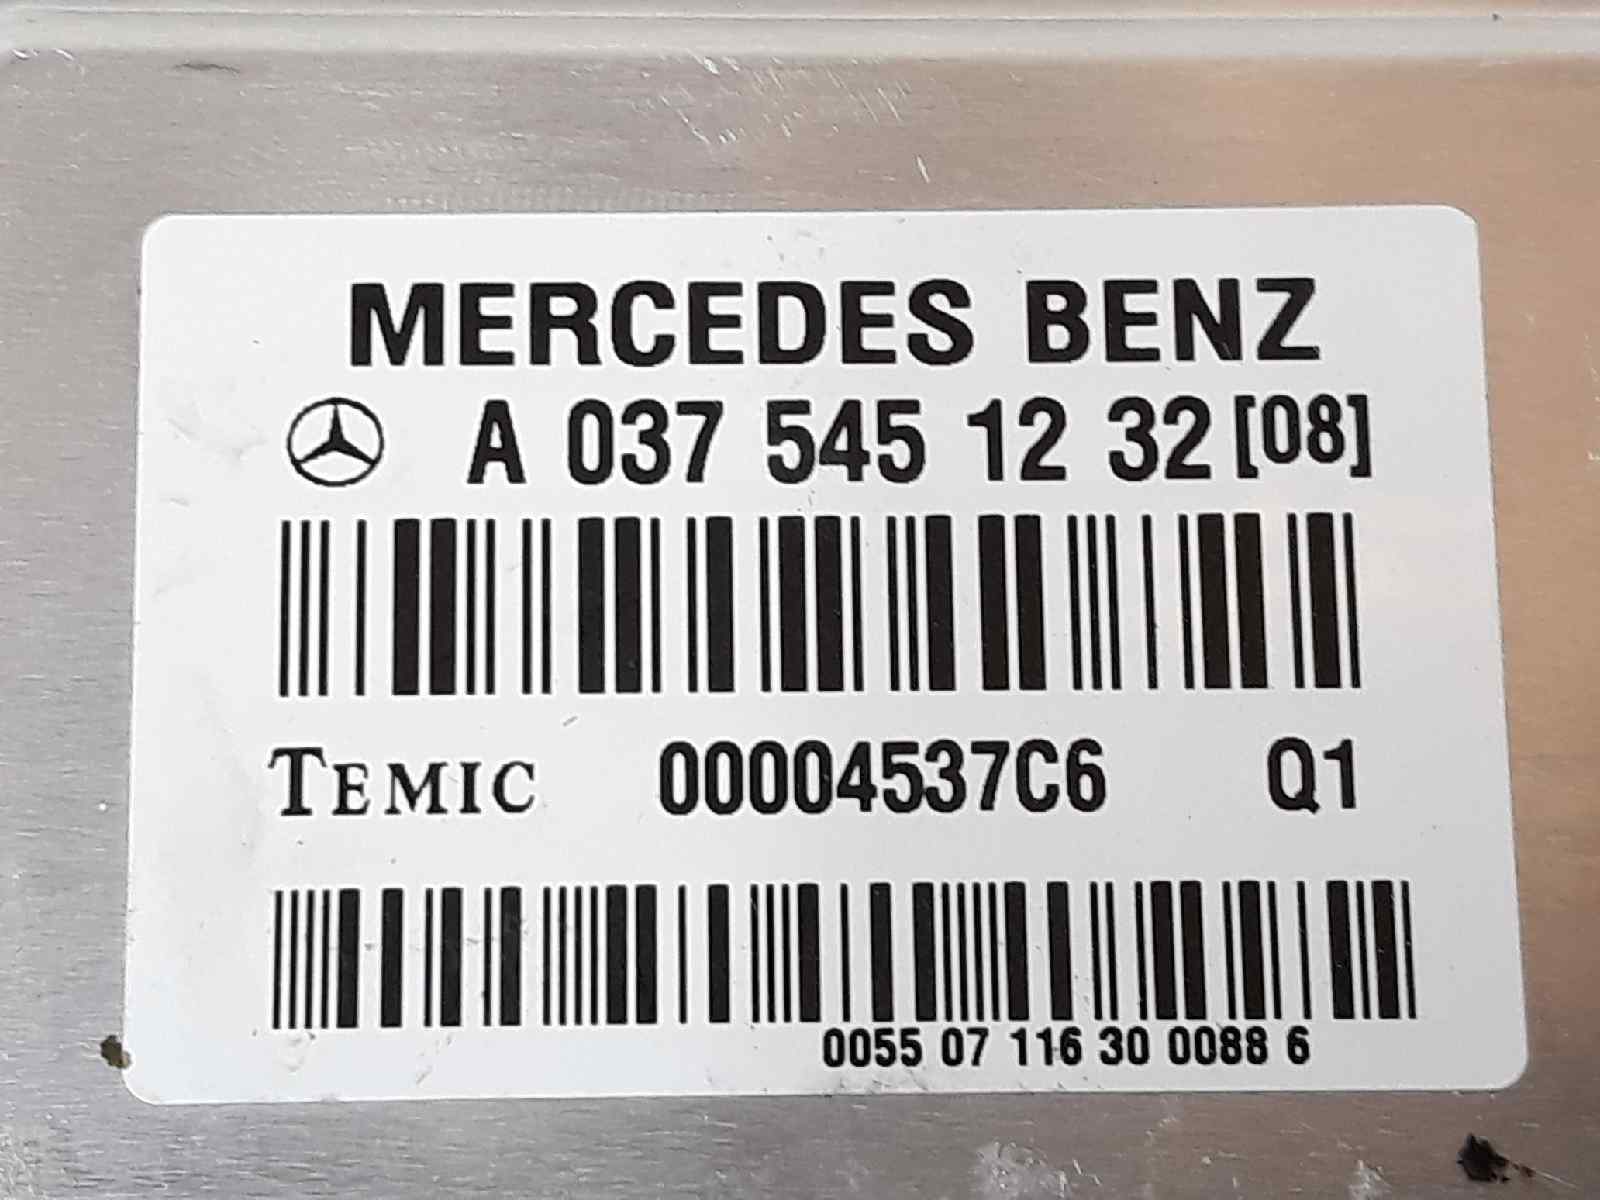 MERCEDES BENZ
A 037 545 12 32 [08]
TEMIC 00004537C6 Q1
0055 07 116 30 0088 6